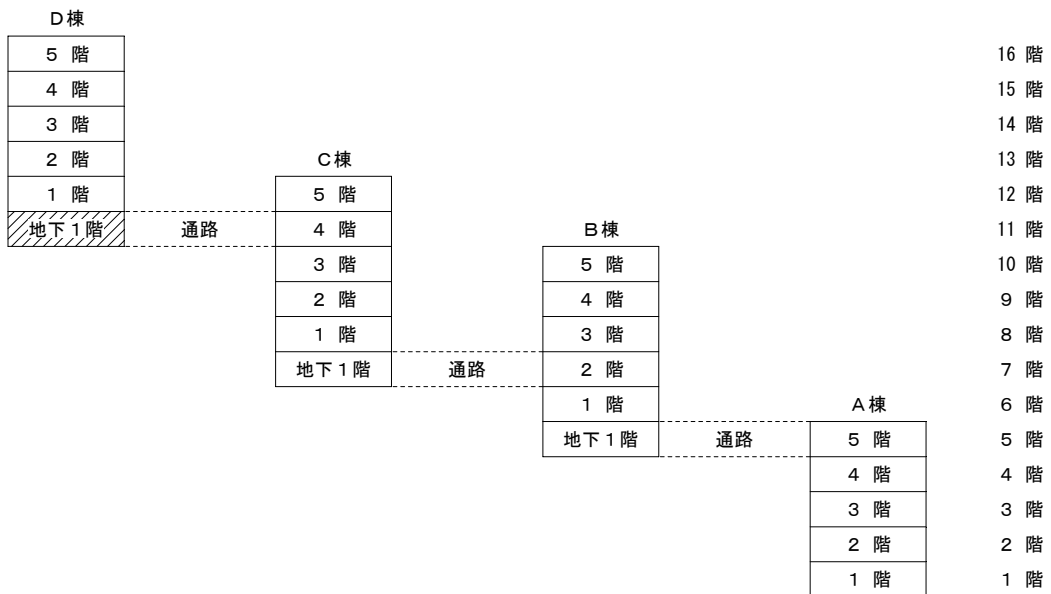 D棟
5 階 16 階
4 階 15 階
3 階 14 階
2 階 C棟 13 階
1 階 5 階 12 階
地下1階 通路 4 階 B棟 11 階
3 階 5 階 10 階
2 階 4 階 9 階
1 階 3 階 8 階
地下1階 通路 2 階 7 階
1 階 A棟 6 階
地下1階 通路 5 階 5 階
4 階 4 階
3 階 3 階
2 階 2 階
1 階 1 階